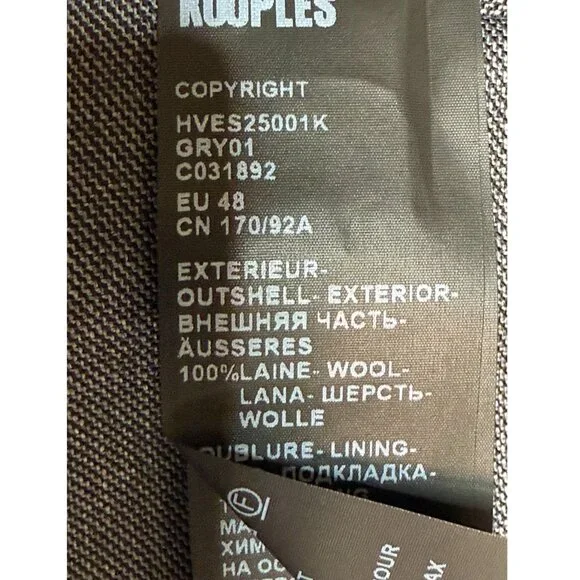 KOOPLES
COPYRIGHT
HVES25001K
GRY01
C031892
EU 48
CN 170/92A
EXTERIEUR-
OUTSHELL- EXTERIOR-
ВНЕШНЯЯ ЧАСТЬ-
ÄUSSERES
100%LAINE- WOOL-
LANA- ШЕРСТЬ-
WOLLE
LINING-
ПОДКЛАДКА-
F
НА